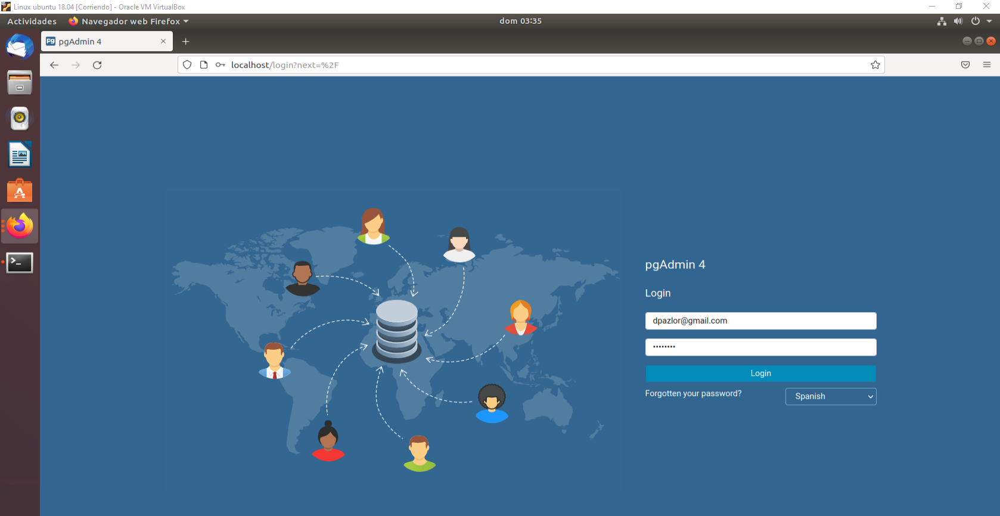 Linux ubuntu 18.04 [Corriendo] - Oracle VM VirtualBox
Actividades Navegador web Firefox dom 03:35
pg pgAdmin 4
localhost/login?next=%2F
pgAdmin 4
Login
dpazlor@gmail.com
••••••••
Login
Forgotten your password? Spanish